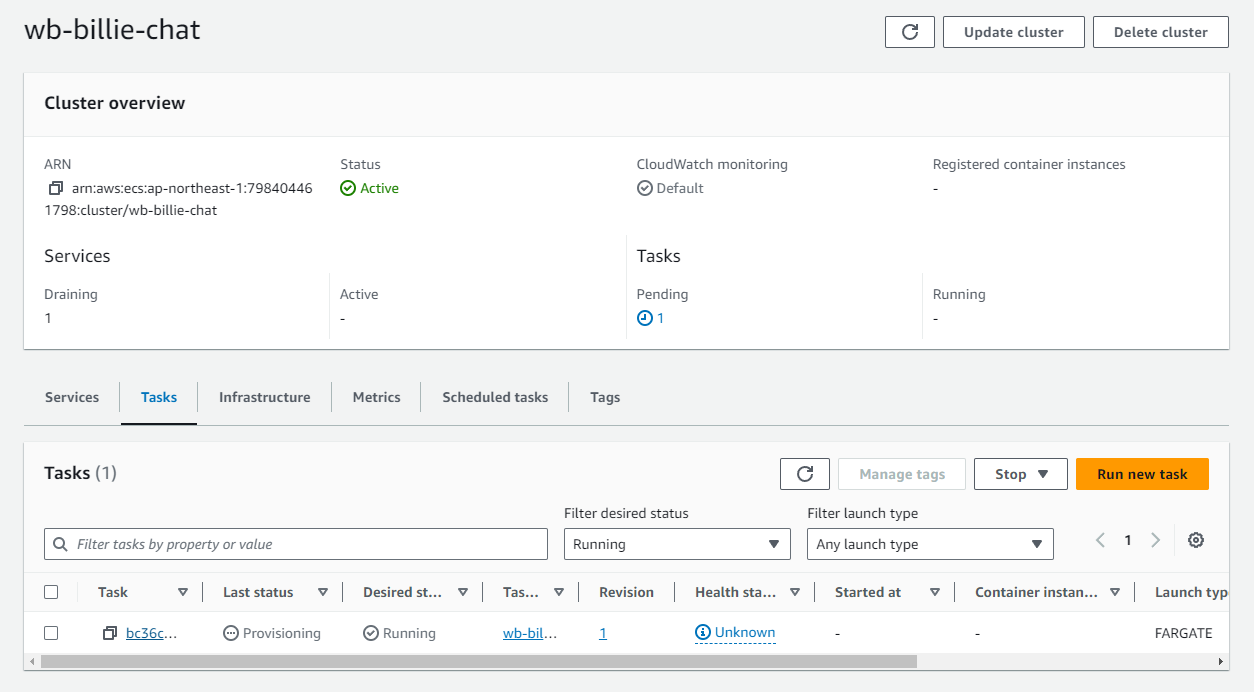 wb-billie-chat
Update cluster
Delete cluster
Cluster overview
ARN
arn:aws:ecs:ap-northeast-1:79840446
1798:cluster/wb-billie-chat
Status
Active
CloudWatch monitoring
Default
Registered container instances
-
Services
Draining
1
Active
-
Tasks
Pending
1
Running
-
Services Tasks Infrastructure Metrics Scheduled tasks Tags
Tasks (1)
Manage tags
Stop
Run new task
Filter tasks by property or value
Filter desired status
Running
Filter launch type
Any launch type
1
Task Last status Desired st... Tas... Revision Health sta... Started at Container instan... Launch type
bc36c... Provisioning Running wb-bil... 1 Unknown - - FARGATE